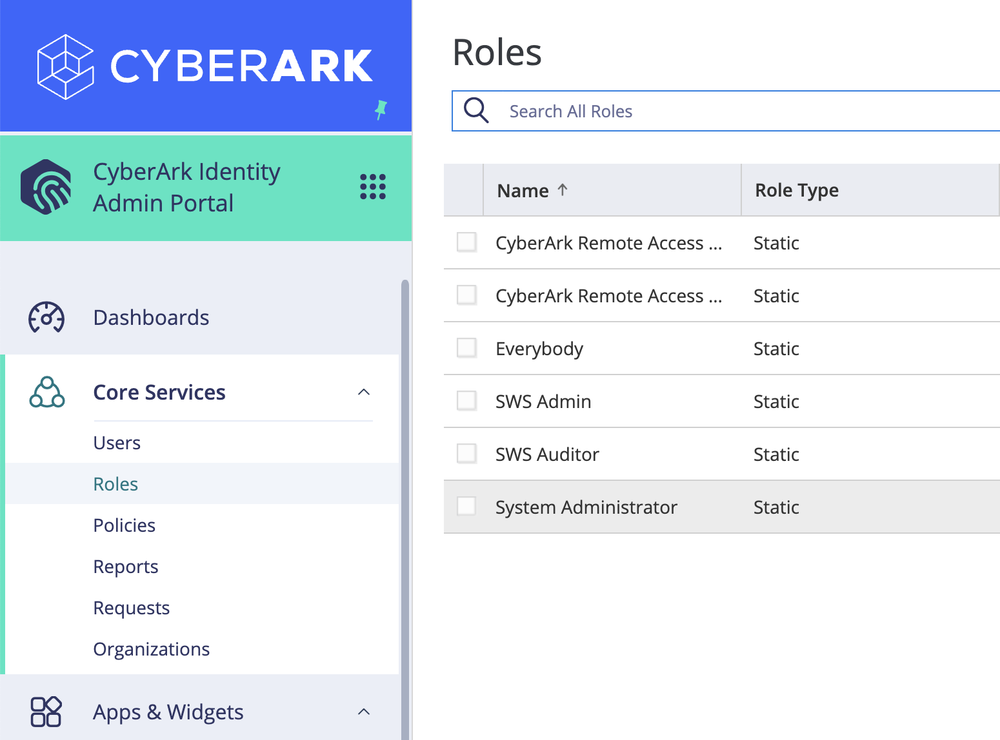 CYBERARK
CyberArk Identity
Admin Portal
Dashboards
Core Services
Users
Roles
Policies
Reports
Requests
Organizations
Apps & Widgets
Roles
Search All Roles
Name Role Type
CyberArk Remote Access ... Static
CyberArk Remote Access ... Static
Everybody Static
SWS Admin Static
SWS Auditor Static
System Administrator Static